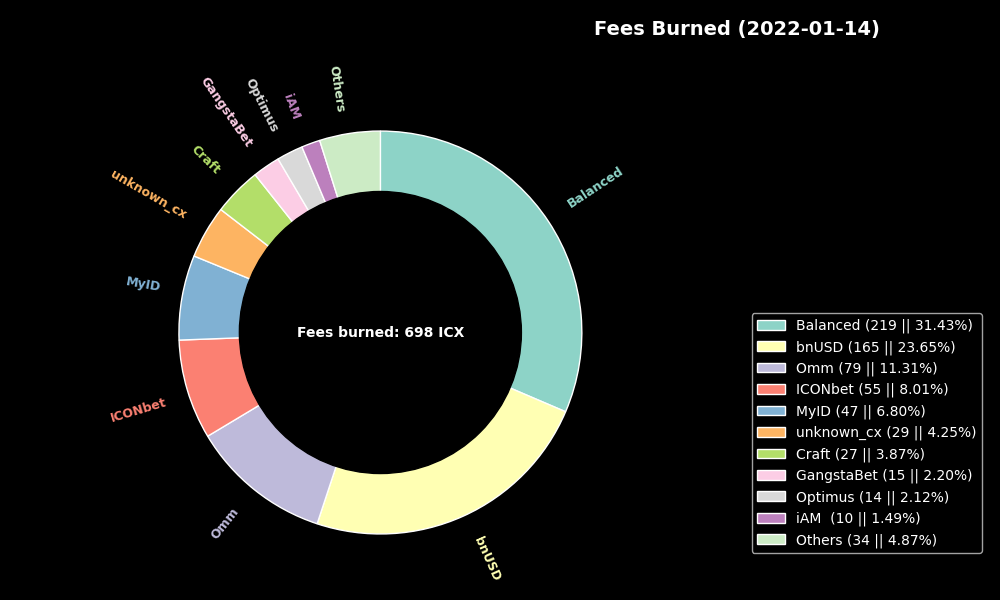 Fees Burned (2022-01-14)
Others
iAM
Optimus
GangstaBet
Craft
unknown_cx
MyID
ICONbet
Omm
bnUSD
Balanced
Fees burned: 698 ICX
Balanced (219 || 31.43%)
bnUSD (165 || 23.65%)
Omm (79 || 11.31%)
ICONbet (55 || 8.01%)
MyID (47 || 6.80%)
unknown_cx (29 || 4.25%)
Craft (27 || 3.87%)
GangstaBet (15 || 2.20%)
Optimus (14 || 2.12%)
iAM  (10 || 1.49%)
Others (34 || 4.87%)